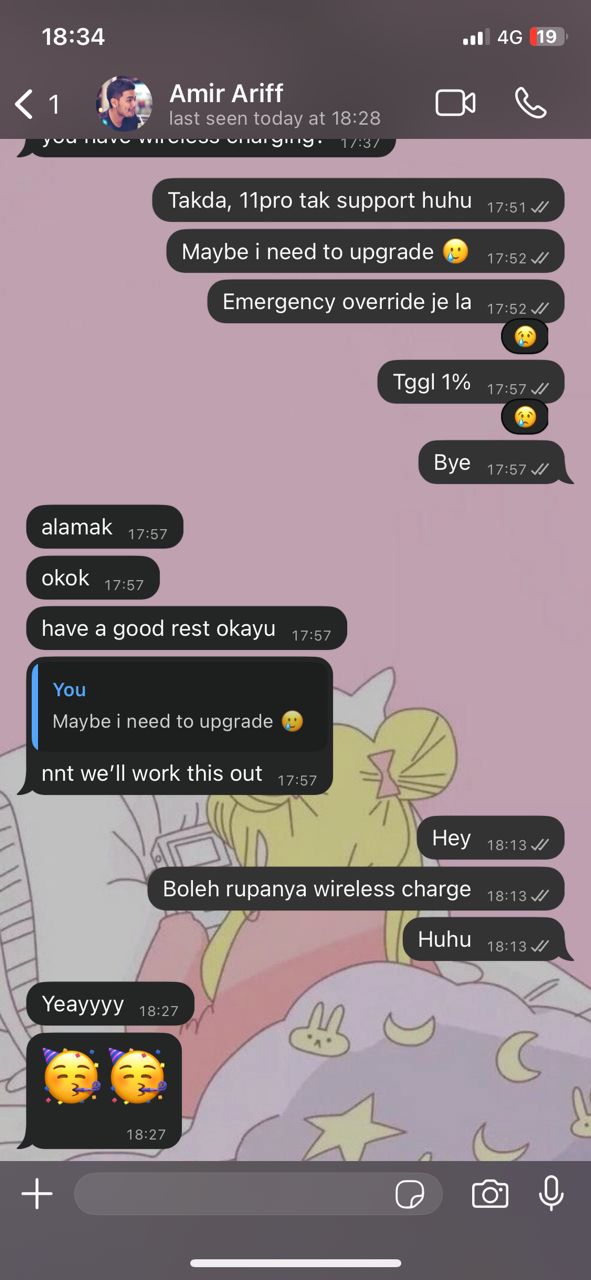 18:34
4G 19
1
Amir Ariff
last seen today at 18:28
you have wireless charging? 17:37
Takda, 11pro tak support huhu 17:51
Maybe i need to upgrade 🥲 17:52
Emergency override je la 17:52
😢
Tggl 1% 17:57
😢
Bye 17:57
alamak 17:57
okok 17:57
have a good rest okayu 17:57
You
Maybe i need to upgrade 🥲
nnt we’ll work this out 17:57
Hey 18:13
Boleh rupanya wireless charge 18:13
Huhu 18:13
Yeayyyy 18:27
🥳🥳
18:27